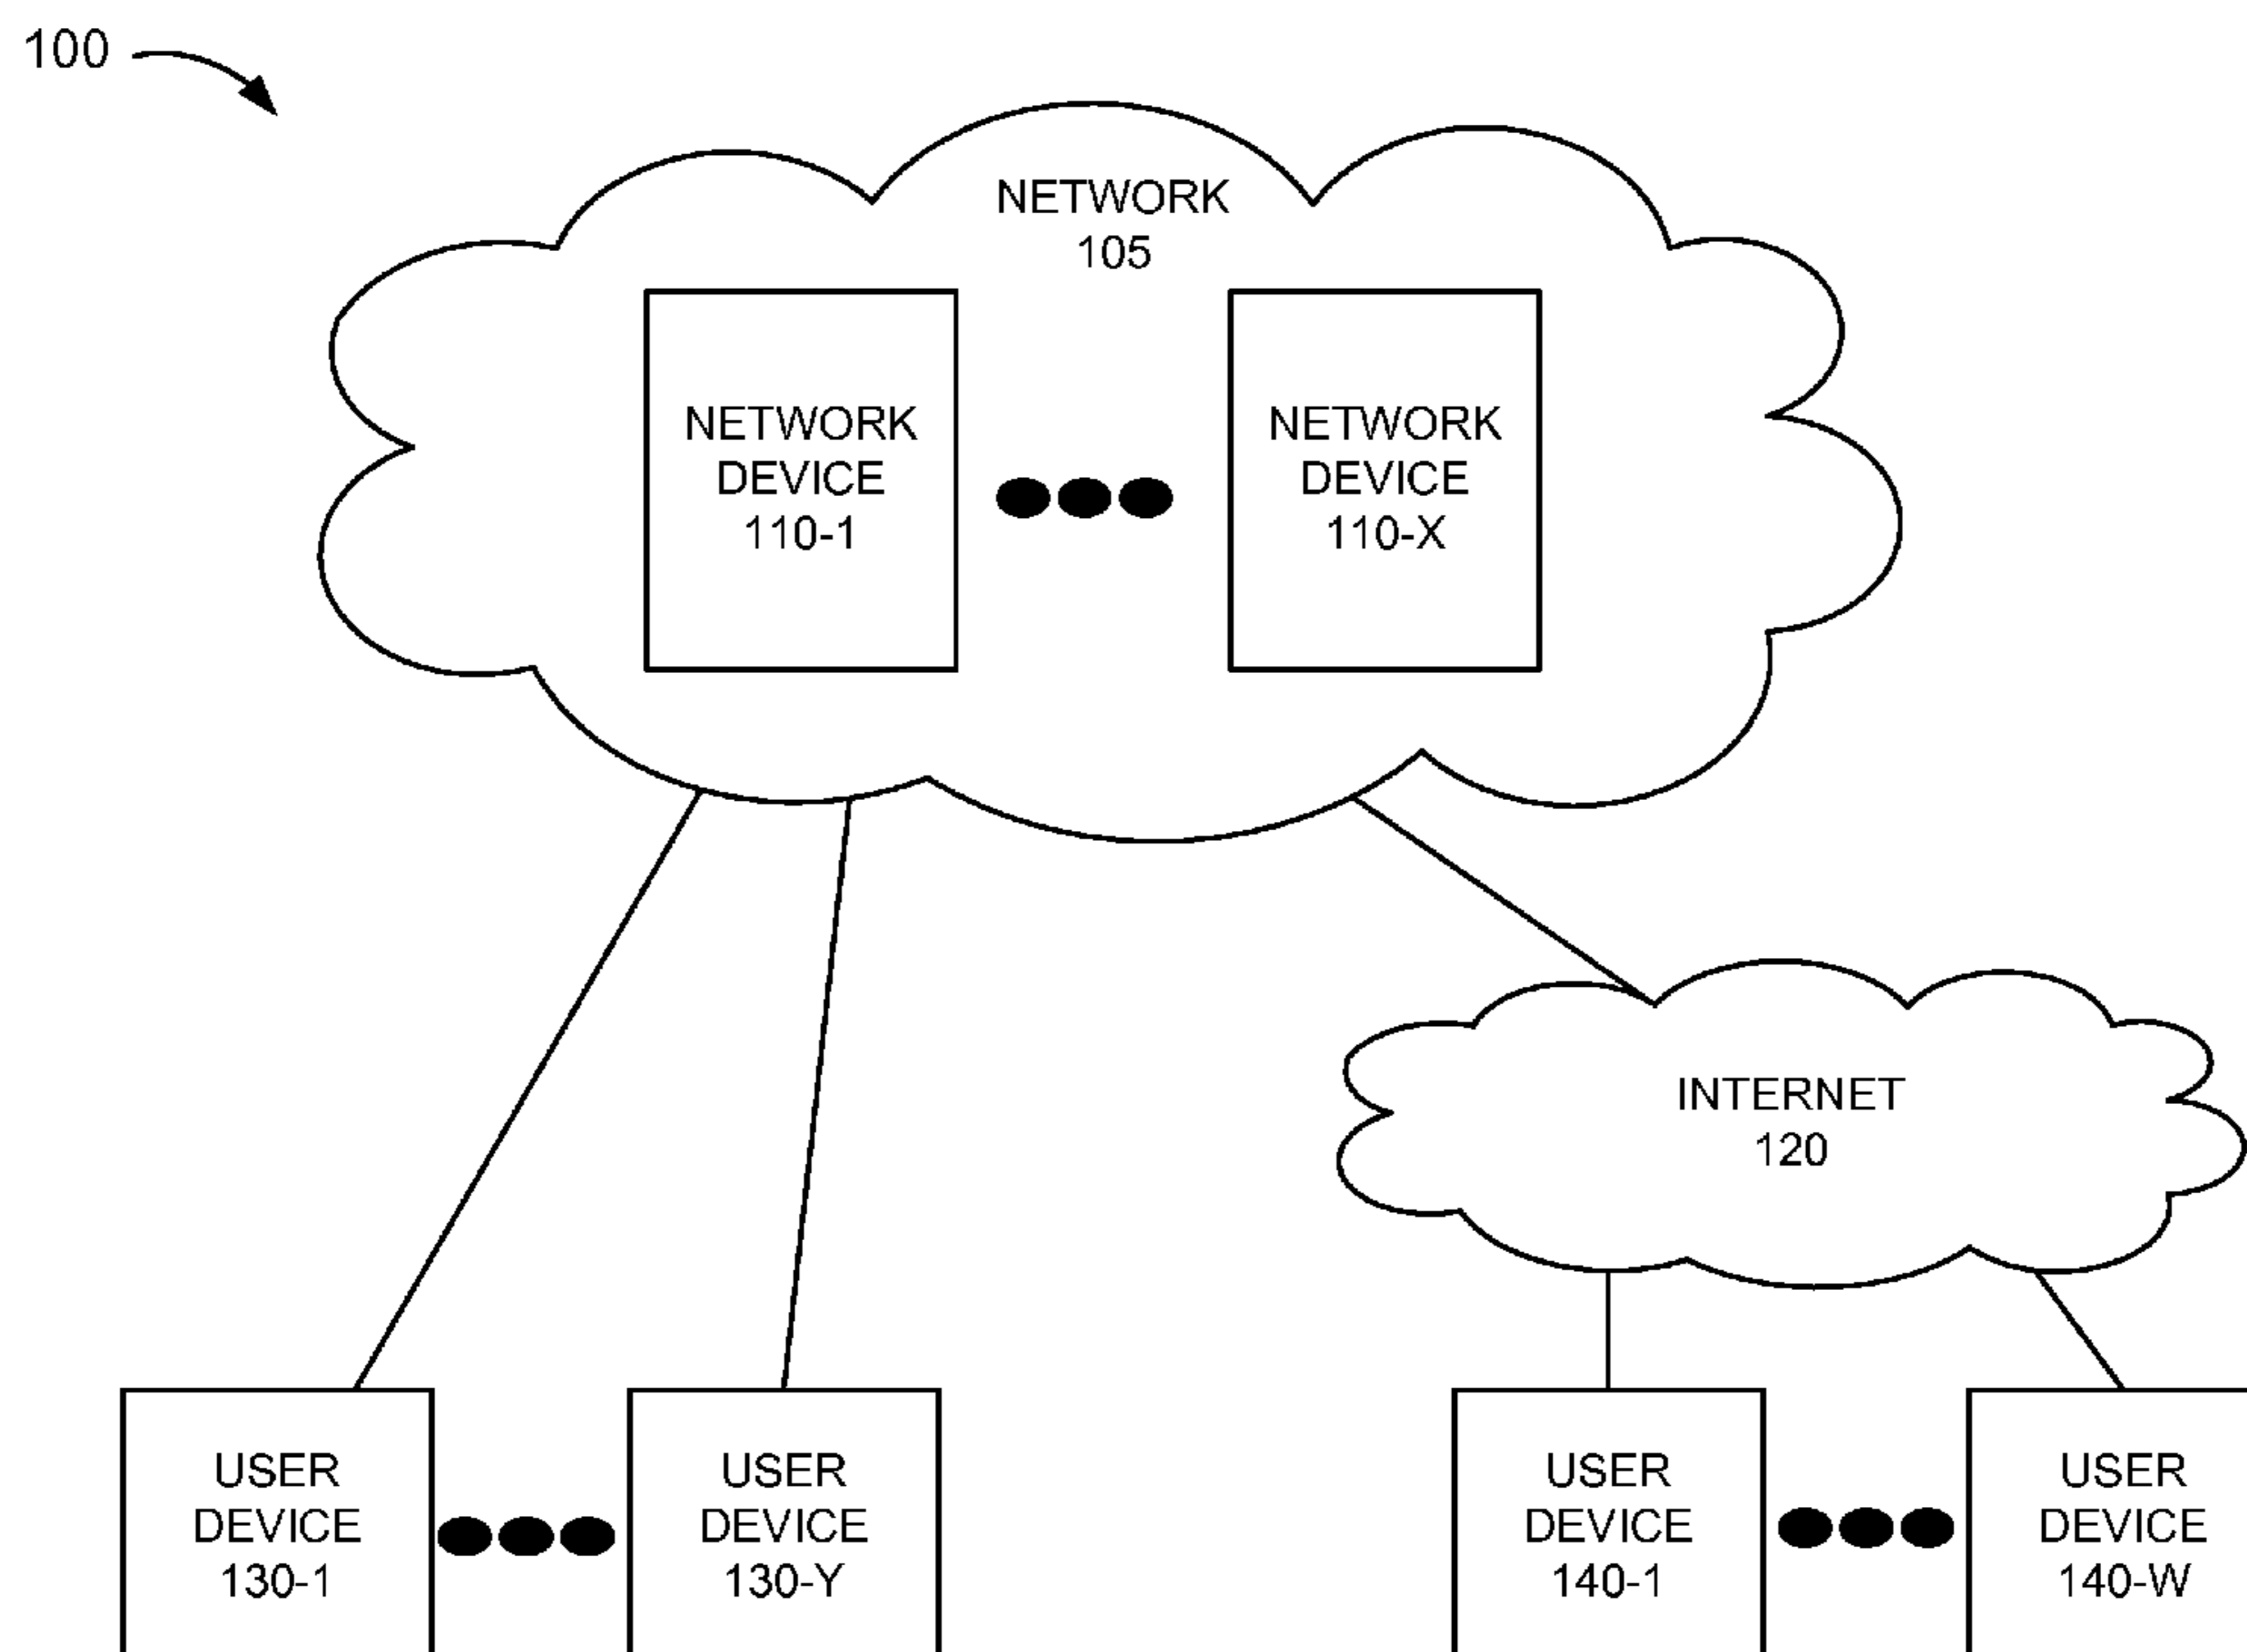 100
NETWORK
105
NETWORK
DEVICE
110-1
NETWORK
DEVICE
110-X
INTERNET
120
USER
DEVICE
130-1
USER
DEVICE
130-Y
USER
DEVICE
140-1
USER
DEVICE
140-W